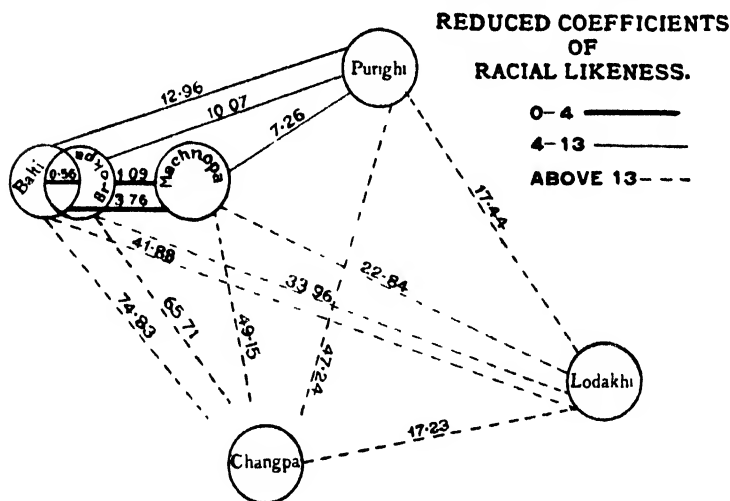 REDUCED COEFFICIENTS
OF
RACIAL LIKENESS.
0-4
4-13
ABOVE 13
Purighi
12.96
10 07
7.26
Balti
0.56
Brokpa
1 09
Machnopa
3 76
17.44
41.88
33 96
22.84
74.83
65 71
49.15
47.24
Lodakhi
17.23
Changpa